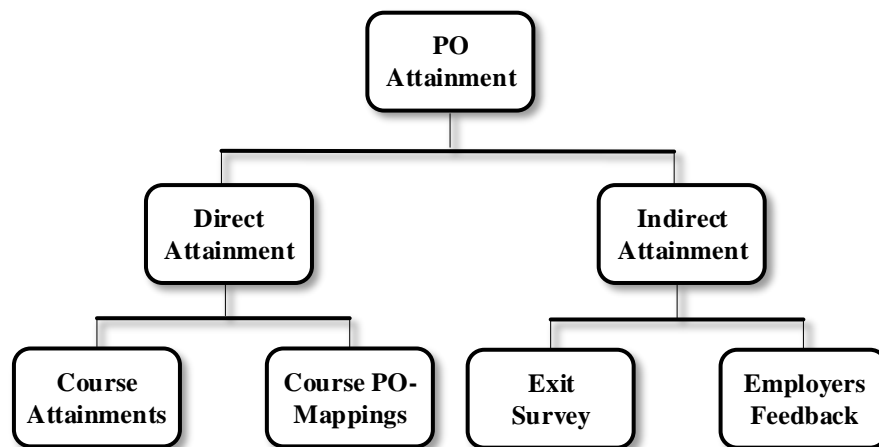 PO
Attainment
Direct
Attainment
Indirect
Attainment
Course
Attainments
Course PO-
Mappings
Exit
Survey
Employers
Feedback